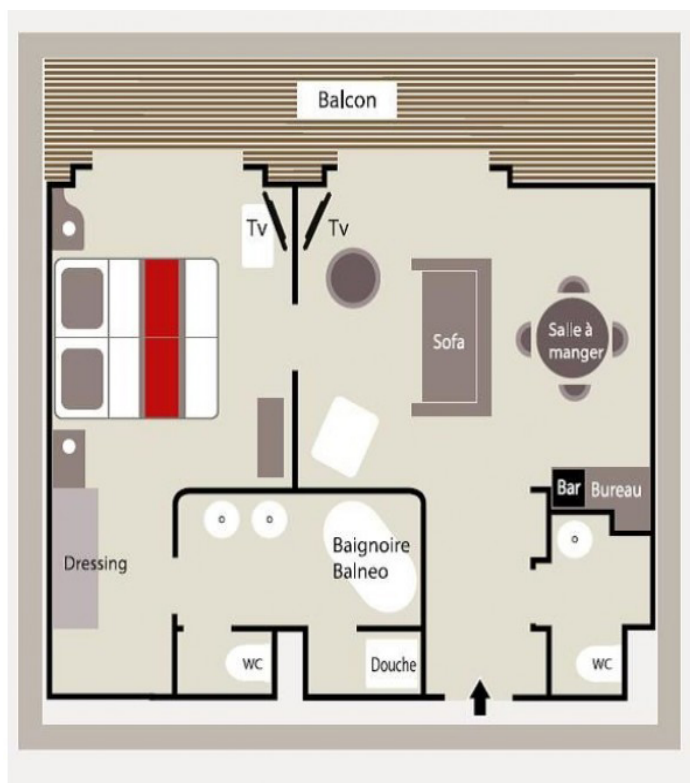 Balcon
Tv
Tv
Sofa
Salle à
manger
Bar
Bureau
Baignoire
Balneo
Dressing
WC
Douche
WC